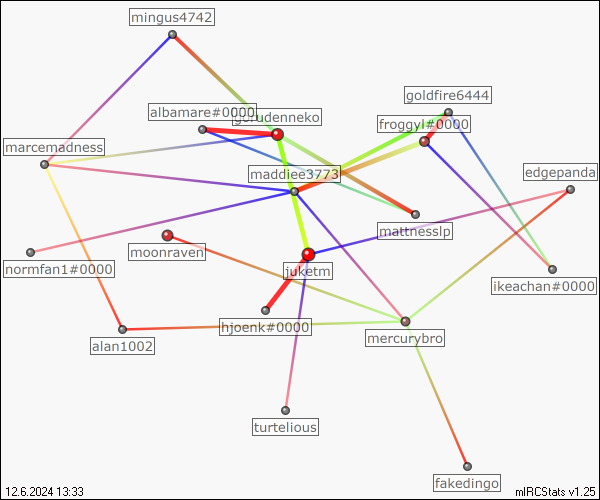 mingus4742
goldfire6444
albamare#0000
gorudenneko
froggyl#0000
marcemadness
maddiee3773
edgepanda
mattnesslp
moonraven
normfan1#0000
juketm
ikeachan#0000
hjoenk#0000
mercurybro
alan1002
turtelious
fakedingo
12.6.2024 13:33
mIRCStats v1.25